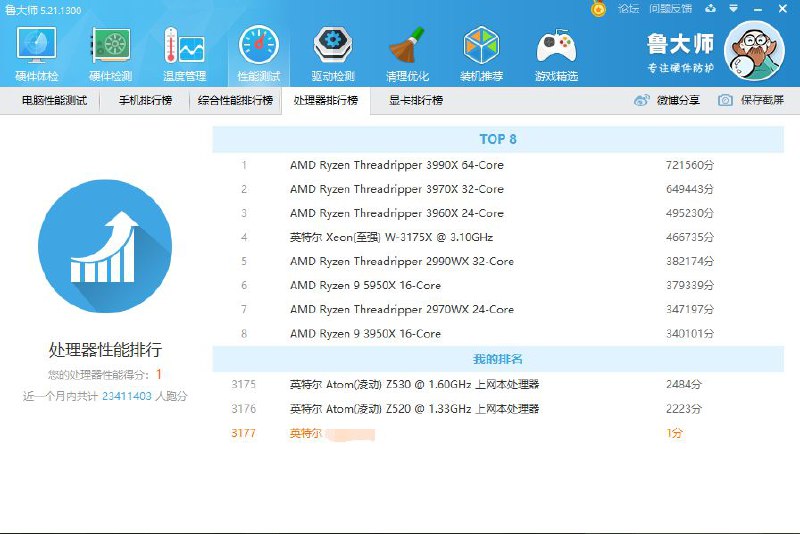 鲁大师 5.21.1300
论坛 问题反馈
硬件体检 硬件检测 温度管理 性能测试 驱动检测 清理优化 装机推荐 游戏精选
鲁大师
专注硬件防护
电脑性能测试 手机排行榜 综合性能排行榜 处理器排行榜 显卡排行榜 微博分享 保存截屏
TOP 8
1 AMD Ryzen Threadripper 3990X 64-Core 721560分
2 AMD Ryzen Threadripper 3970X 32-Core 649443分
3 AMD Ryzen Threadripper 3960X 24-Core 495230分
4 英特尔 Xeon(至强) W-3175X @ 3.10GHz 466735分
5 AMD Ryzen Threadripper 2990WX 32-Core 382174分
6 AMD Ryzen 9 5950X 16-Core 379339分
7 AMD Ryzen Threadripper 2970WX 24-Core 347197分
8 AMD Ryzen 9 3950X 16-Core 340101分
处理器性能排行
您的处理器性能得分：1
近一个月内共计 23411403 人跑分
我的排名
3175 英特尔 Atom(凌动) Z530 @ 1.60GHz 上网本处理器 2484分
3176 英特尔 Atom(凌动) Z520 @ 1.33GHz 上网本处理器 2223分
3177 英特尔 1分